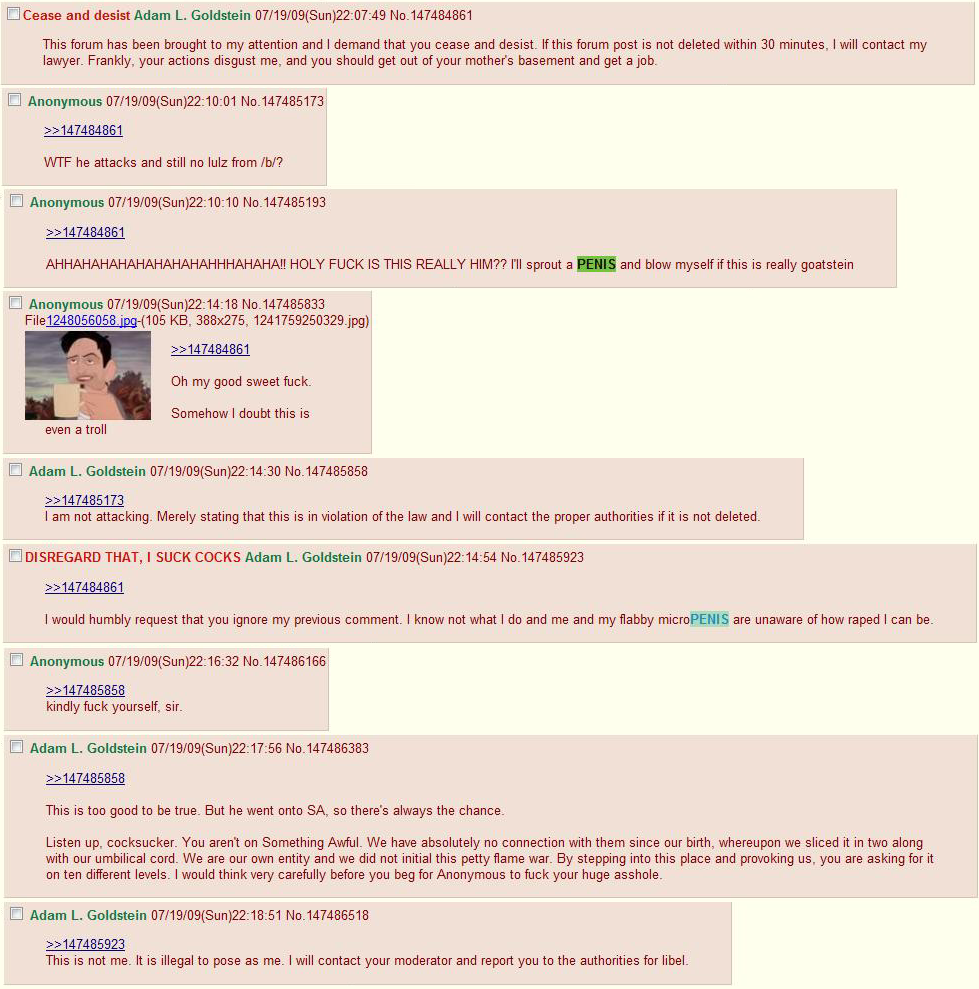 Cease and desist Adam L. Goldstein 07/19/09(Sun)22:07:49 No.147484861
This forum has been brought to my attention and I demand that you cease and desist. If this forum post is not deleted within 30 minutes, I will contact my
lawyer. Frankly, your actions disgust me, and you should get out of your mother's basement and get a job.
Anonymous 07/19/09(Sun)22:10:01 No.147485173
>>147484861
WTF he attacks and still no lulz from /b/?
Anonymous 07/19/09(Sun)22:10:10 No.147485193
>>147484861
AHHAHAHAHAHAHAHAHAHHHAHAHA!! HOLY FUCK IS THIS REALLY HIM?? I'll sprout a PENIS and blow myself if this is really goatstein
Anonymous 07/19/09(Sun)22:14:18 No.147485833
File1248056058.jpg-(105 KB, 388x275, 1241759250329.jpg)
>>147484861
Oh my good sweet fuck.
Somehow I doubt this is
even a troll
Adam L. Goldstein 07/19/09(Sun)22:14:30 No.147485858
>>147485173
I am not attacking. Merely stating that this is in violation of the law and I will contact the proper authorities if it is not deleted.
DISREGARD THAT, I SUCK COCKS Adam L. Goldstein 07/19/09(Sun)22:14:54 No.147485923
>>147484861
I would humbly request that you ignore my previous comment. I know not what I do and me and my flabby microPENIS are unaware of how raped I can be.
Anonymous 07/19/09(Sun)22:16:32 No.147486166
>>147485858
kindly fuck yourself, sir.
Adam L. Goldstein 07/19/09(Sun)22:17:56 No.147486383
>>147485858
This is too good to be true. But he went onto SA, so there's always the chance.
Listen up, cocksucker. You aren't on Something Awful. We have absolutely no connection with them since our birth, whereupon we sliced it in two along
with our umbilical cord. We are our own entity and we did not initial this petty flame war. By stepping into this place and provoking us, you are asking for it
on ten different levels. I would think very carefully before you beg for Anonymous to fuck your huge asshole.
Adam L. Goldstein 07/19/09(Sun)22:18:51 No.147486518
>>147485923
This is not me. It is illegal to pose as me. I will contact your moderator and report you to the authorities for libel.